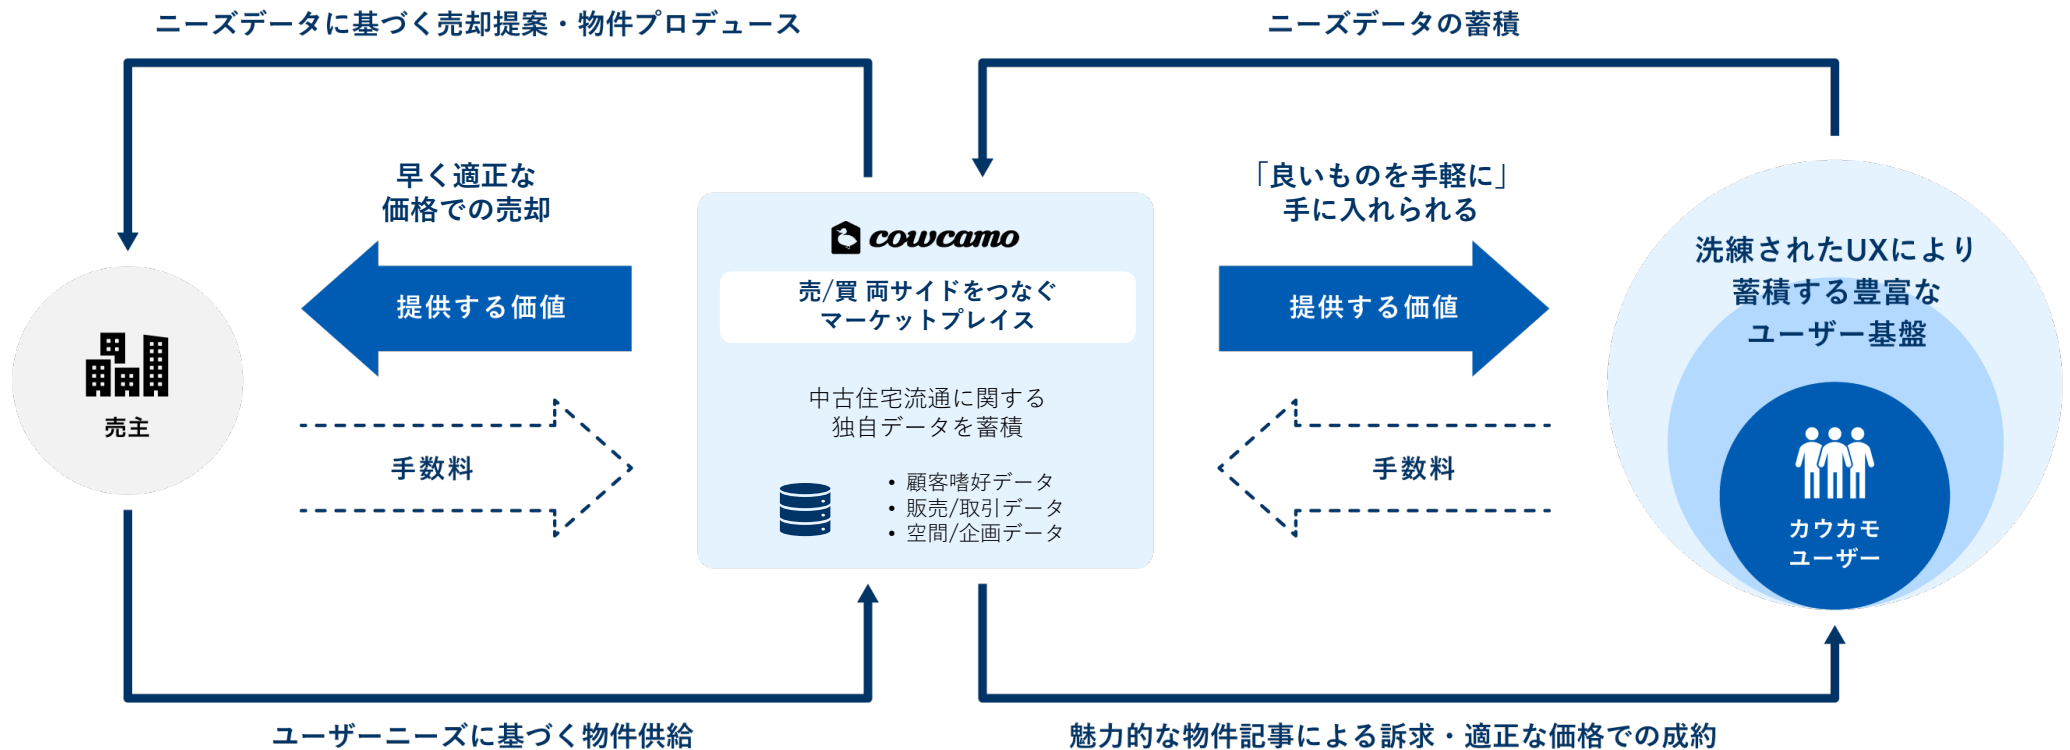 ニーズデータに基づく売却提案・物件プロデュース
ニーズデータの蓄積
早く適正な
価格での売却
提供する価値
手数料
売主
cowcamo
売/買 両サイドをつなぐ
マーケットプレイス
中古住宅流通に関する
独自データを蓄積
• 顧客嗜好データ
• 販売/取引データ
• 空間/企画データ
「良いものを手軽に」
手に入れられる
提供する価値
手数料
洗練されたUXにより
蓄積する豊富な
ユーザー基盤
カウカモ
ユーザー
ユーザーニーズに基づく物件供給
魅力的な物件記事による訴求・適正な価格での成約